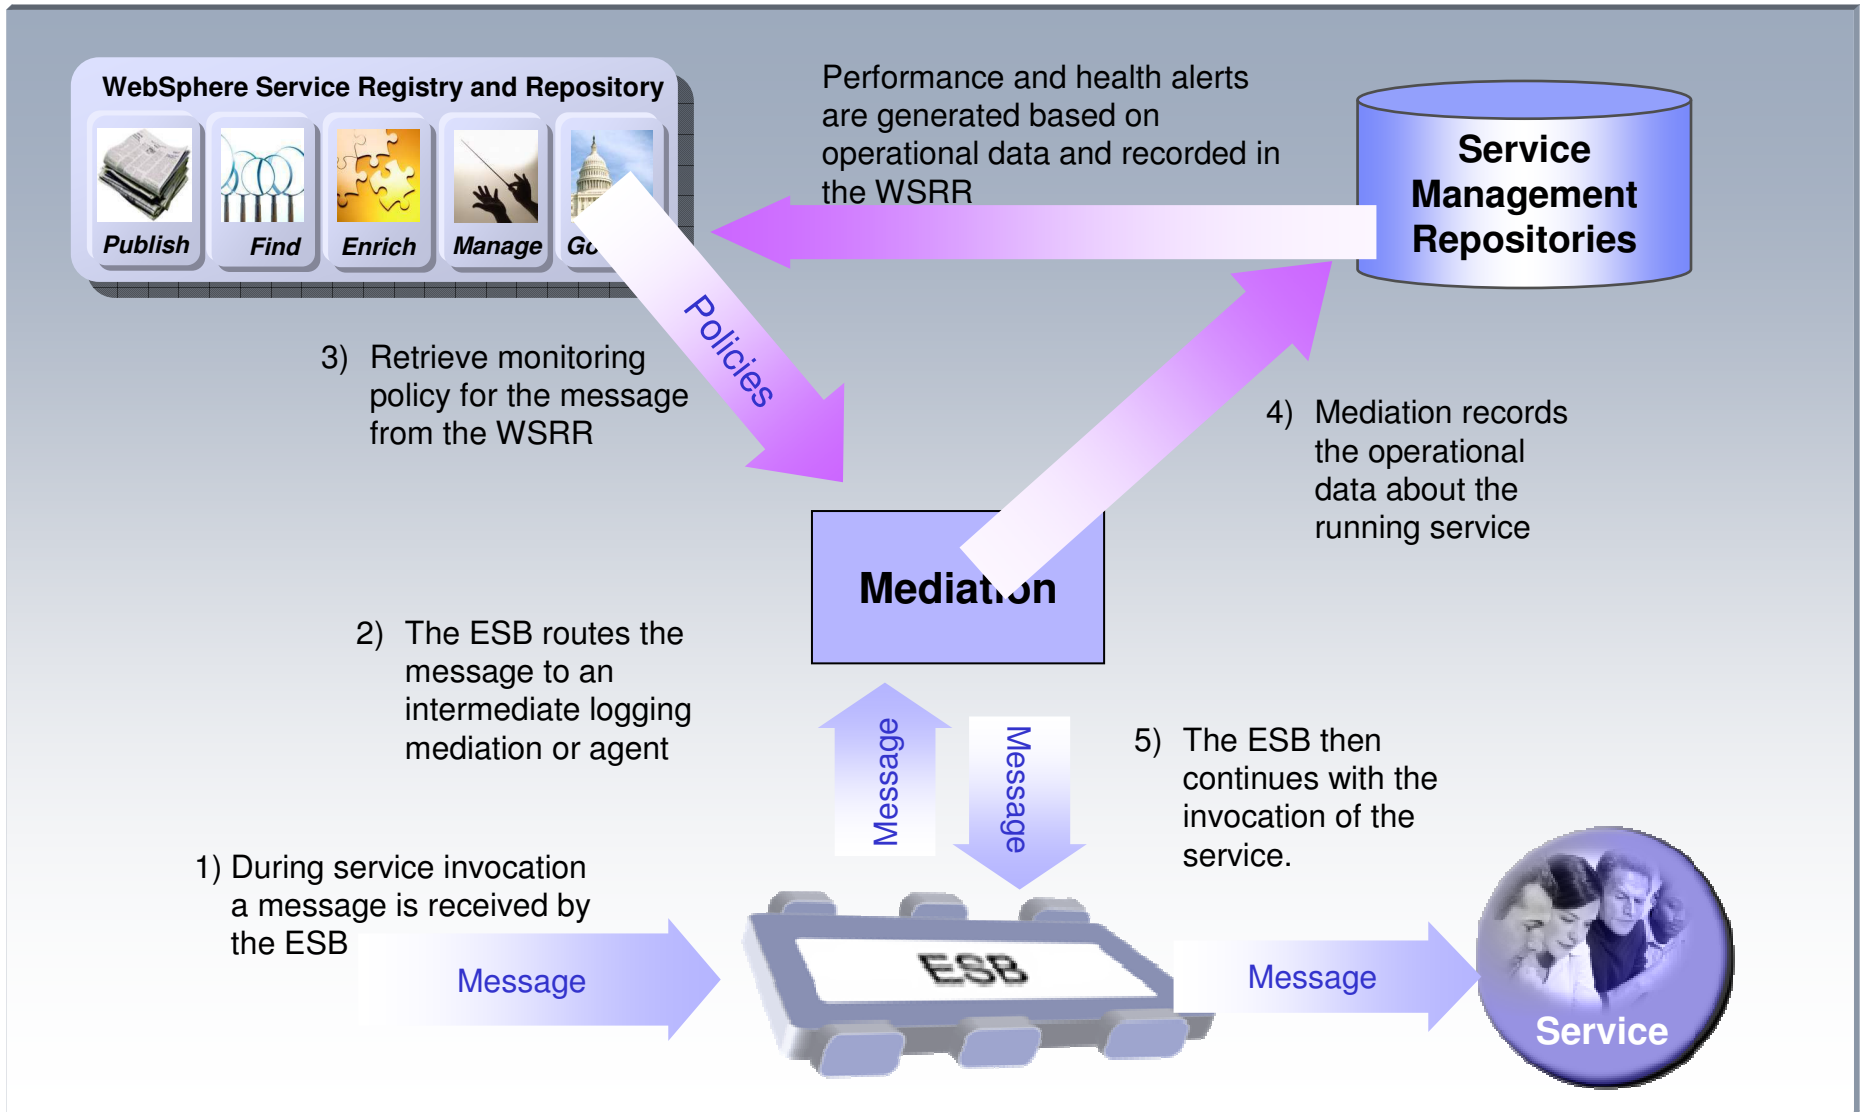 WebSphere Service Registry and Repository
Publish
Find
Enrich
Manage
Performance and health alerts
are generated based on
operational data and recorded in
the WSRR
Service
Management
Repositories
Policies
3) Retrieve monitoring
policy for the message
from the WSRR
4) Mediation records
the operational
data about the
running service
Mediation
2) The ESB routes the
message to an
intermediate logging
mediation or agent
Message
Message
5) The ESB then
continues with the
invocation of the
service.
1) During service invocation
a message is received by
the ESB
Message
ESB
Message
Service